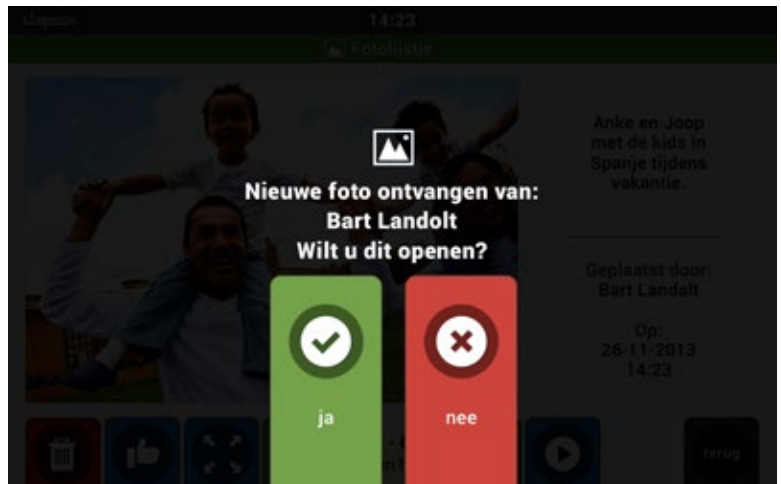 14:23
Fotolijstje
Anke en Joop
met de kids in
Spanje tijdens
vakantie.
Nieuwe foto ontvangen van:
Bart Landolt
Wilt u dit openen?
Geplaatst door:
Bart Landalt
Op:
26-11-2013
14:23
ja
nee
terug